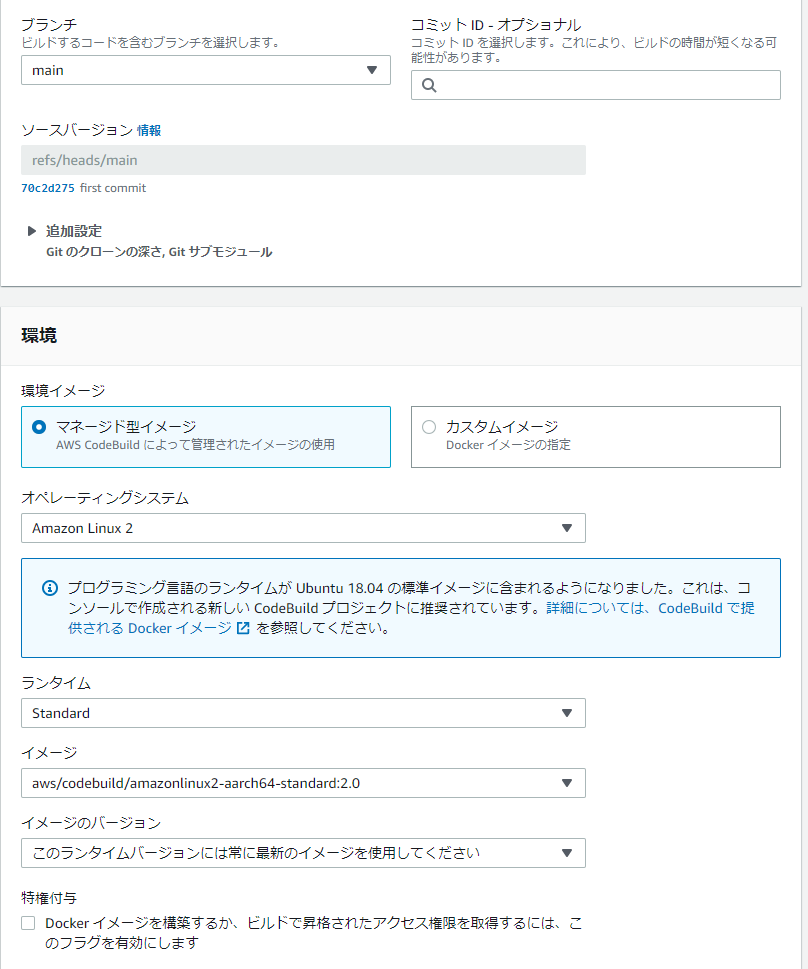 ブランチ
ビルドするコードを含むブランチを選択します。
main
コミット ID - オプショナル
コミット ID を選択します。これにより、ビルドの時間が短くなる可
能性があります。
ソースバージョン 情報
refs/heads/main
70c2d275 first commit
追加設定
Git のクローンの深さ, Git サブモジュール
環境
環境イメージ
マネージド型イメージ
AWS CodeBuild によって管理されたイメージの使用
カスタムイメージ
Docker イメージの指定
オペレーティングシステム
Amazon Linux 2
プログラミング言語のランタイムが Ubuntu 18.04 の標準イメージに含まれるようになりました。これは、コ
ンソールで作成される新しい CodeBuild プロジェクトに推奨されています。詳細については、CodeBuild で提
供される Docker イメージ を参照してください。
ランタイム
Standard
イメージ
aws/codebuild/amazonlinux2-aarch64-standard:2.0
イメージのバージョン
このランタイムバージョンには常に最新のイメージを使用してください
特権付与
Docker イメージを構築するか、ビルドで昇格されたアクセス権限を取得するには、こ
のフラグを有効にします